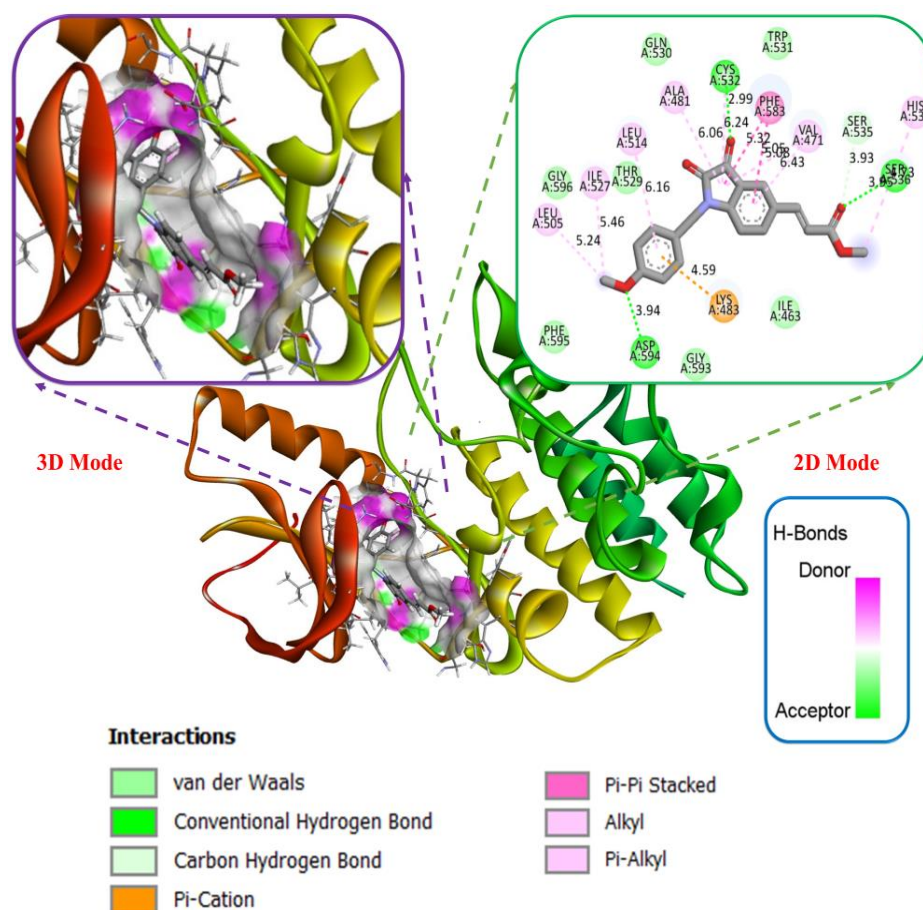 GLN
A:530
TRP
A:531
CYS
A:532
ALA
A:481
2.99
PHE
A:583
HIS
6.24
LEU
A:514
6.06
5.32
VAL
A:471
SER
A:535
6.43
3.93
GLY
A:596
ILE
A:527
THR
A:529
6.16
SER
A:536
LEU
A:505
5.46
5.24
4.59
LYS
A:483
ILE
A:463
3.94
PHE
A:595
ASP
A:594
GLY
A:593
3D Mode
2D Mode
H-Bonds
Donor
Acceptor
Interactions
van der Waals
Conventional Hydrogen Bond
Carbon Hydrogen Bond
Pi-Cation
Pi-Pi Stacked
Alkyl
Pi-Alkyl